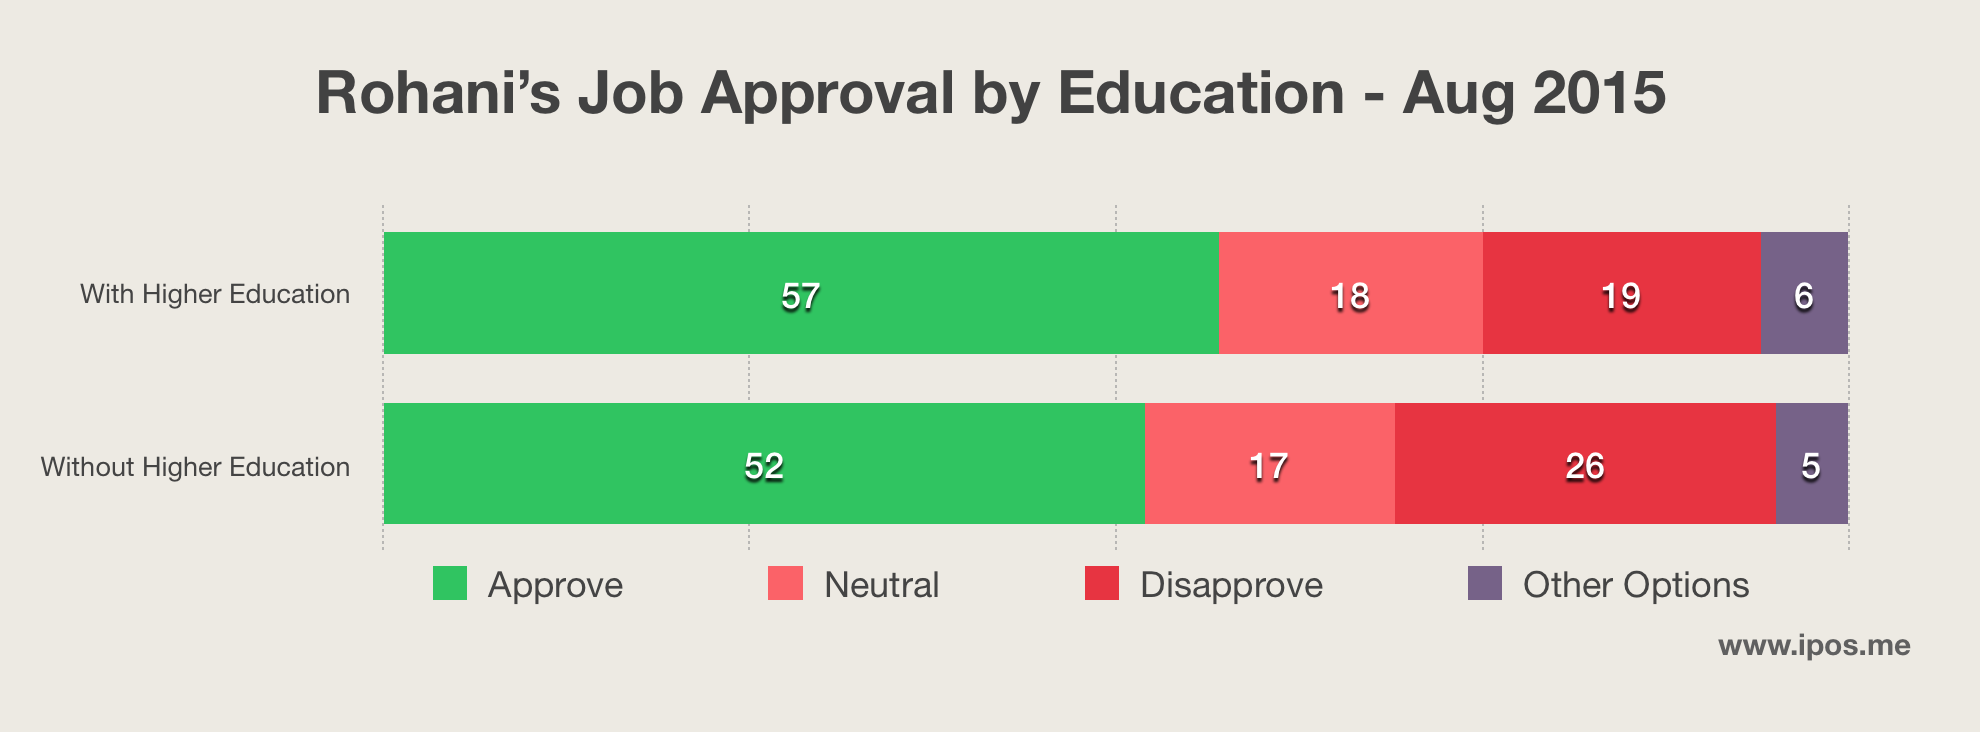 Rohani’s Job Approval by Education - Aug 2015
With Higher Education
57
18
19
6
Without Higher Education
52
17
26
5
Approve
Neutral
Disapprove
Other Options
www.ipos.me